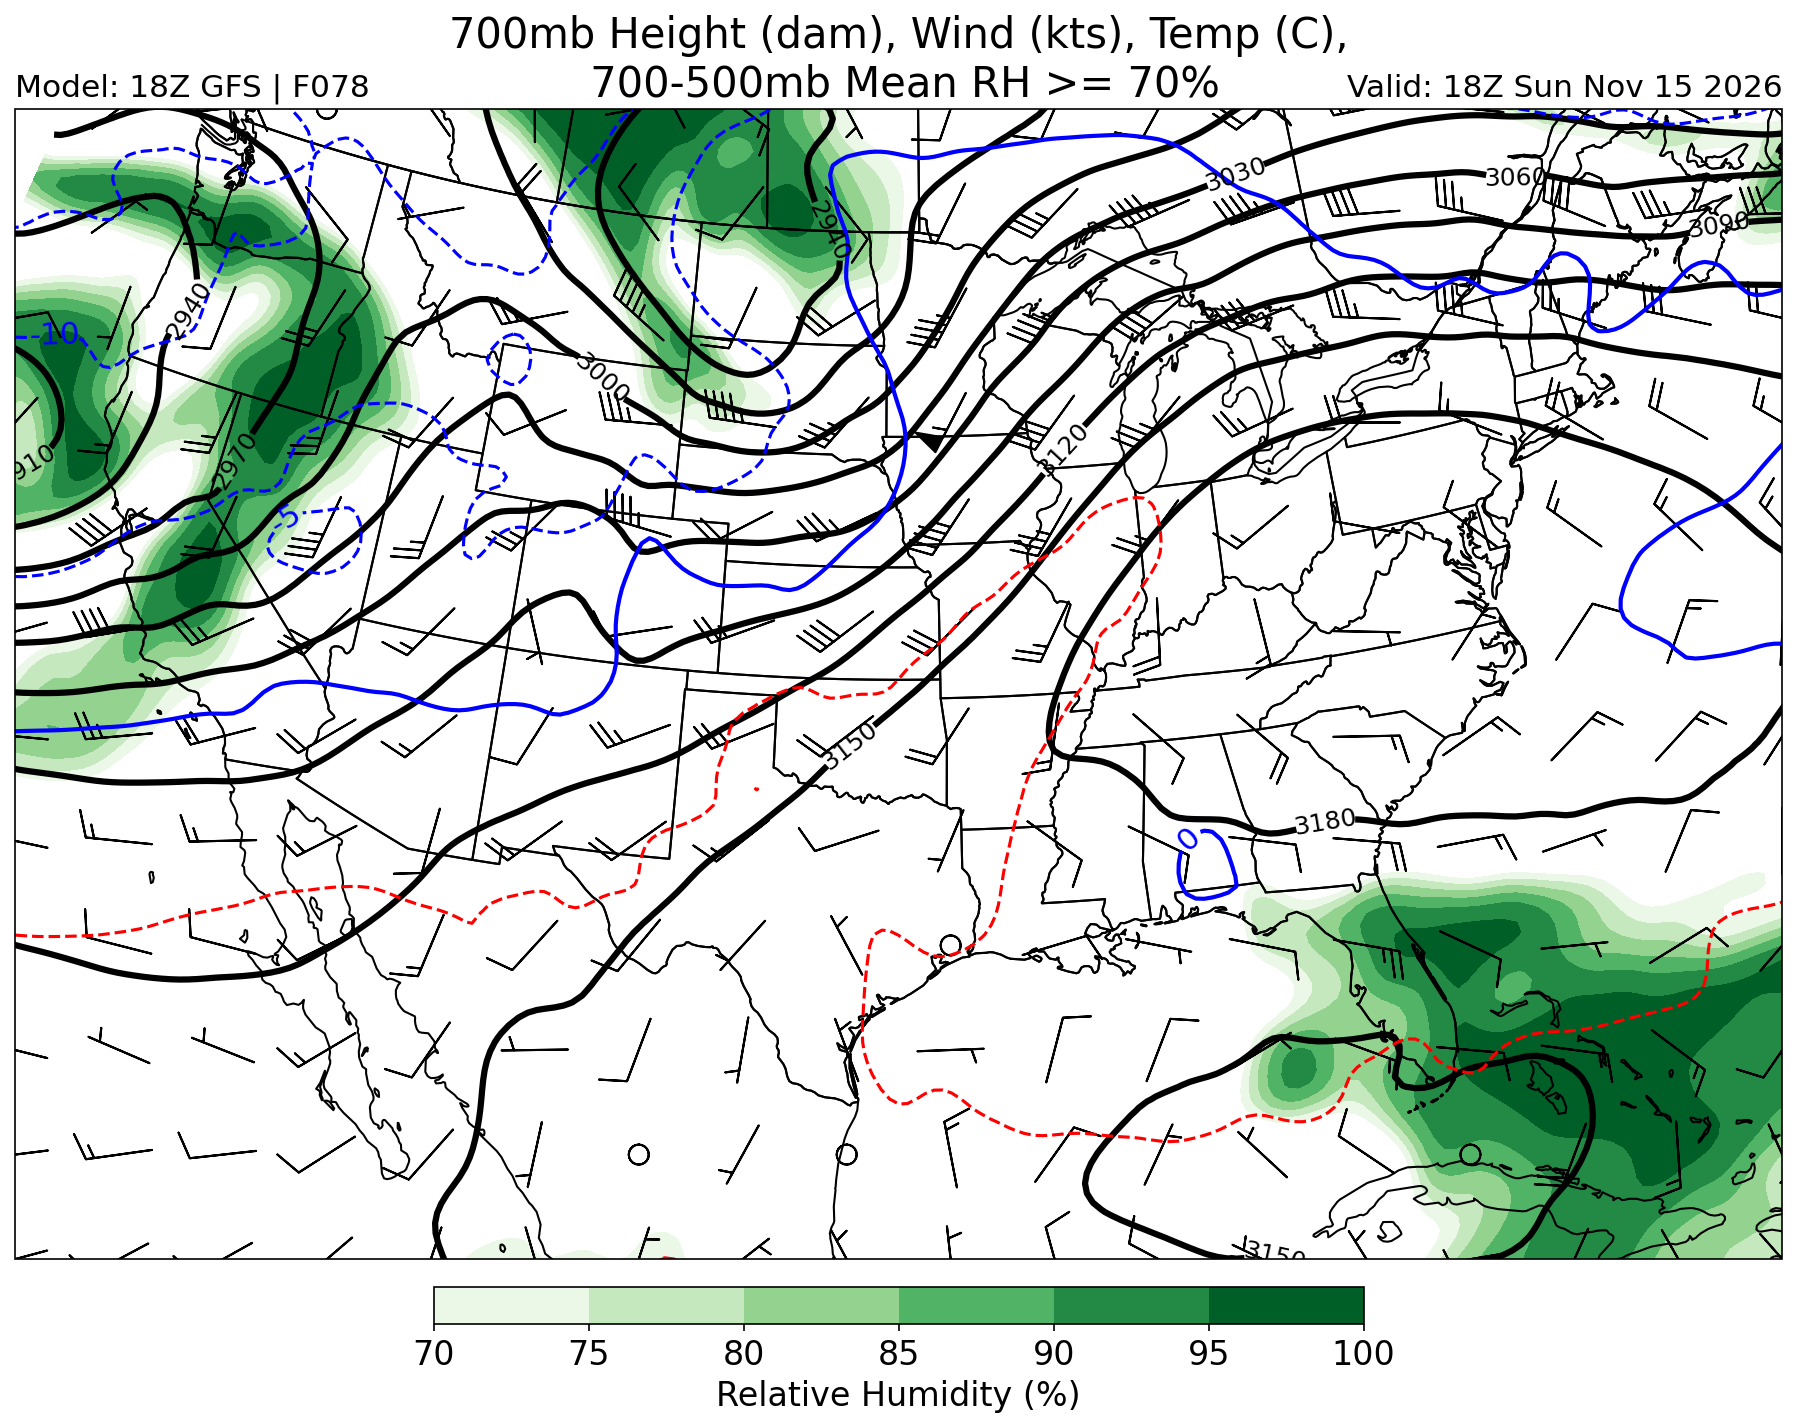 700mb Height (dam), Wind (kts), Temp (C),
Model: 18Z GFS | F078
700-500mb Mean RH >= 70%
Valid: 18Z Sun Nov 15 2026
3030
3060
3090
2940
2940
-10
3000
910
2970
3120
-5
3150
3180
0
3150
70 75 80 85 90 95 100
Relative Humidity (%)